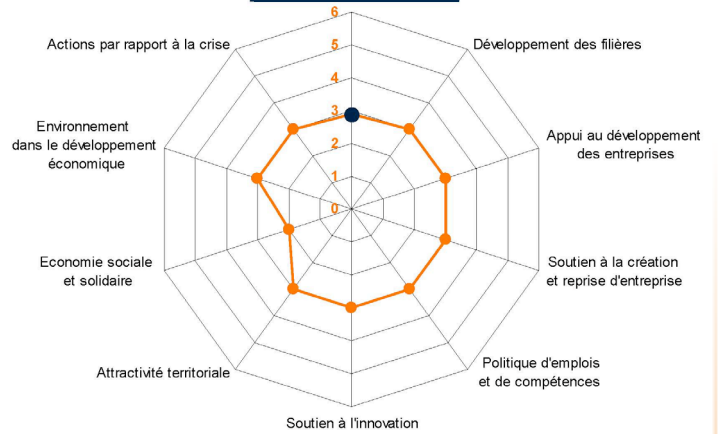 6
5
4
3
2
1
0
Développement des filières
Appui au développement
des entreprises
Soutien à la création
et reprise d'entreprise
Politique d'emplois
et de compétences
Soutien à l'innovation
Attractivité territoriale
Economie sociale
et solidaire
Environnement
dans le développement
économique
Actions par rapport à la crise